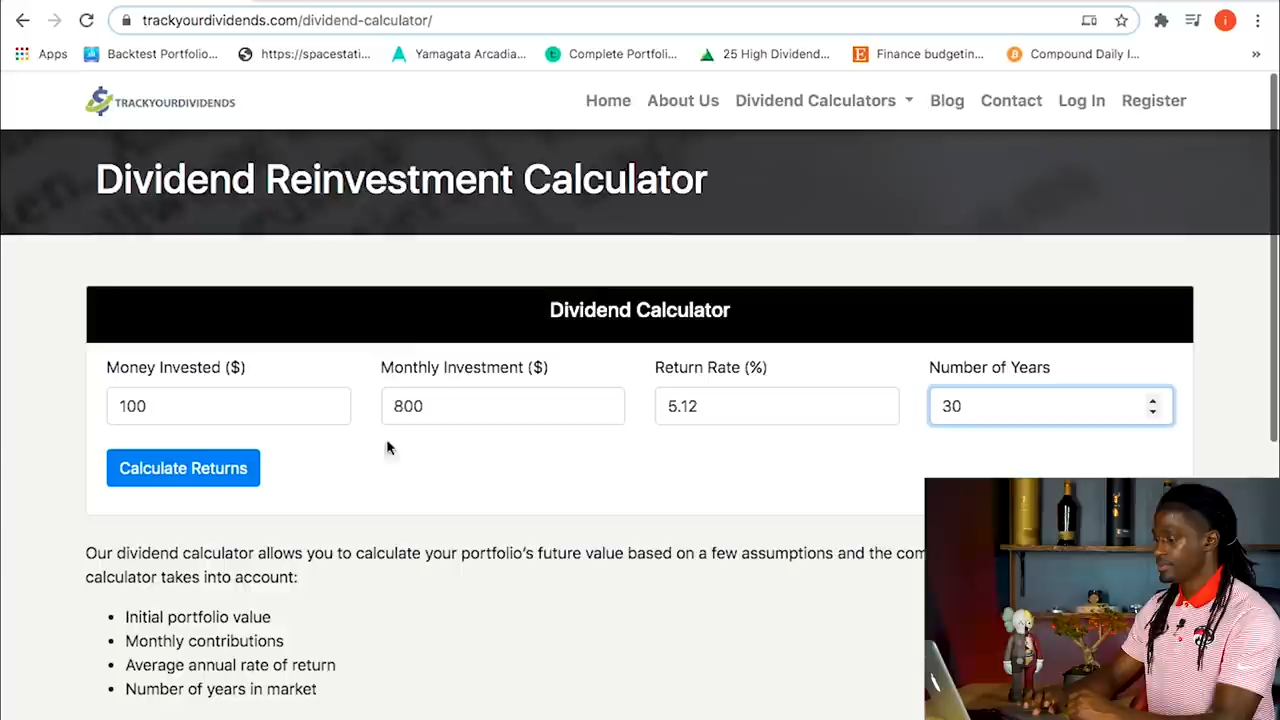 trackyourdividends.com/dividend-calculator/
i
Apps
Backtest Portfolio...
https://spacestati...
Yamagata Arcadia...
Complete Portfoli...
25 High Dividend...
Finance budgetin...
Compound Daily I...
»
TRACKYOURDIVIDENDS
Home
About Us
Dividend Calculators
Blog
Contact
Log In
Register
Dividend Reinvestment Calculator
Dividend Calculator
Money Invested ($)
Monthly Investment ($)
Return Rate (%)
Number of Years
100
800
5.12
30
Calculate Returns
Our dividend calculator allows you to calculate your portfolio's future value based on a few assumptions and the com
calculator takes into account:
• Initial portfolio value
• Monthly contributions
• Average annual rate of return
• Number of years in market